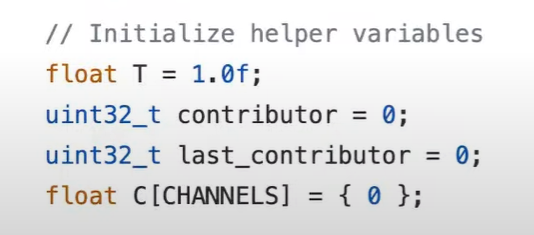 // Initialize helper variables
float T = 1.0f;
uint32_t contributor = 0;
uint32_t last_contributor = 0;
float C[CHANNELS] = { 0 };